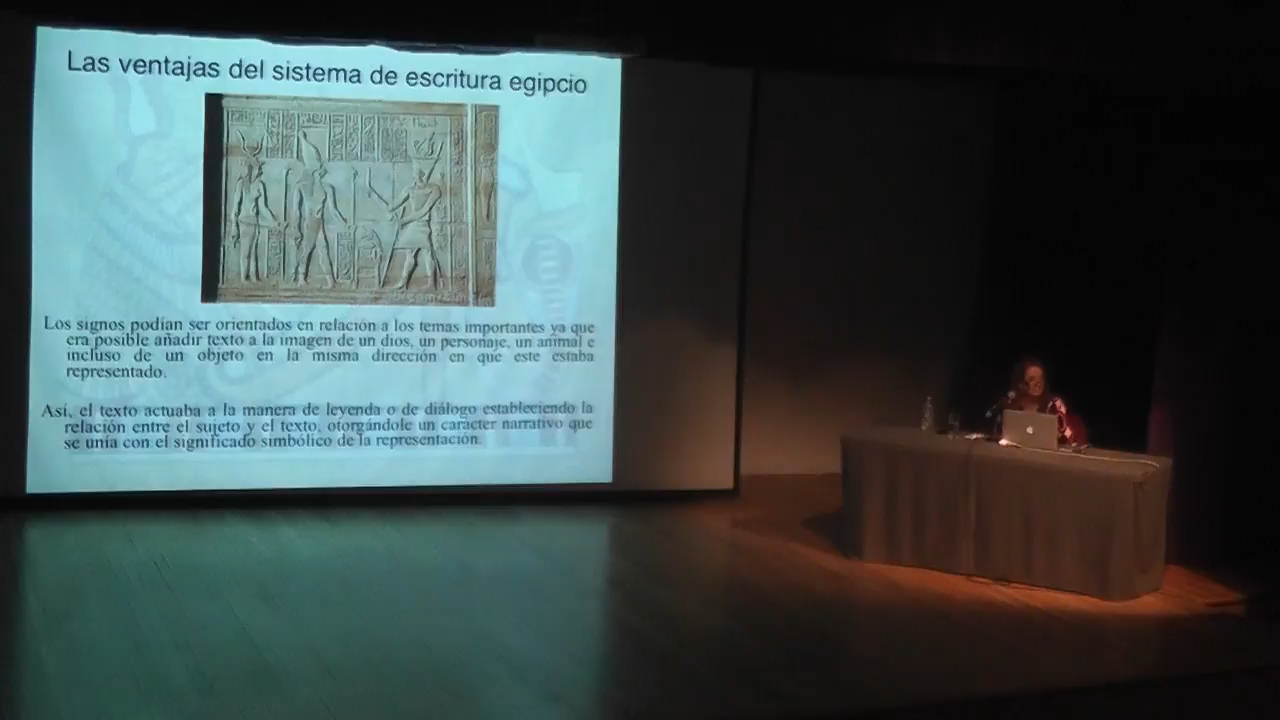 Las ventajas del sistema de escritura egipcio
Los signos podían ser orientados en relación a los temas importantes ya que
era posible añadir texto a la imagen de un dios, un personaje, un animal e
incluso de un objeto en la misma dirección en que este estaba
representado.
Así, el texto actuaba a la manera de leyenda o de diálogo estableciendo la
relación entre el sujeto y el texto, otorgándole un carácter narrativo que
se unía con el significado simbólico de la representación.